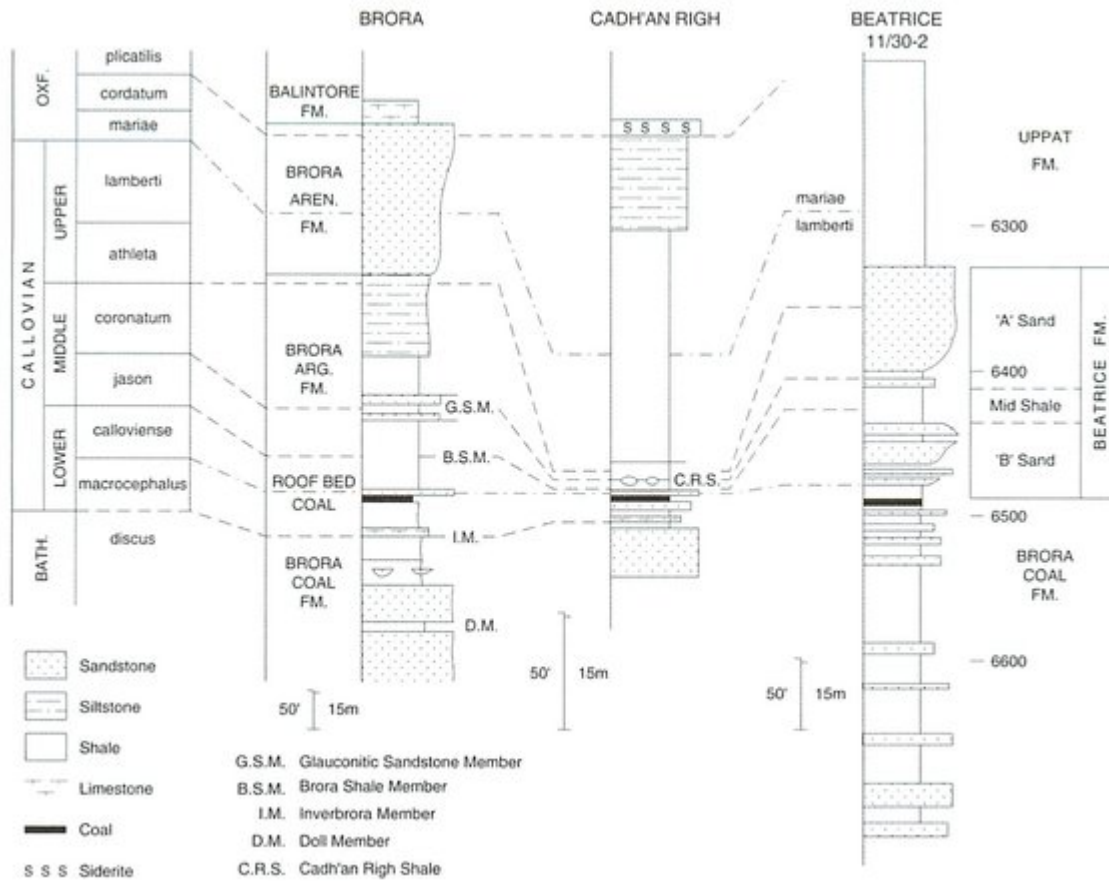 BRORA
CADH'AN RIGH
BEATRICE
11/30-2
OXF.
plicatilis
cordatum
mariae
CALLOVIAN
UPPER
lamberti
athleta
MIDDLE
coronatum
jason
LOWER
calloviense
macrocephalus
BATH.
discus
BALINTORE
FM.
BRORA
AREN.
FM.
BRORA
ARG.
FM.
G.S.M.
B.S.M.
ROOF BED
COAL
I.M.
BRORA
COAL
FM.
D.M.
S S S S
C.R.S.
mariae
lamberti
UPPAT
FM.
6300
'A' Sand
6400
Mid Shale
'B' Sand
BEATRICE FM.
6500
BRORA
COAL
FM.
6600
50' 15m
50' 15m
50' 15m
Sandstone
Siltstone
Shale
Limestone
Coal
S S S Siderite
G.S.M. Glauconitic Sandstone Member
B.S.M. Brora Shale Member
I.M. Inverbrora Member
D.M. Doll Member
C.R.S. Cadh'an Righ Shale